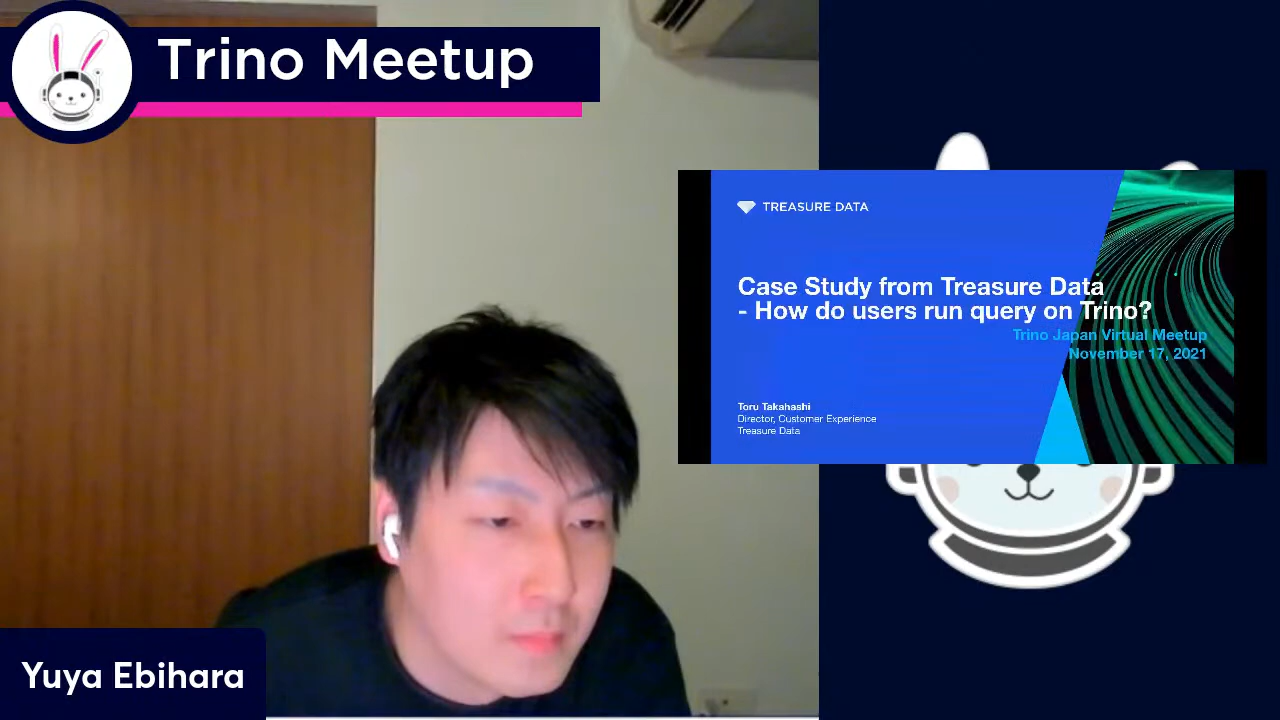 Trino Meetup
TREASURE DATA
Case Study from Treasure Data
- How do users run query on Trino?
Trino Japan Virtual Meetup
November 17, 2021
Toru Takahashi
Director, Customer Experience
Treasure Data
Yuya Ebihara